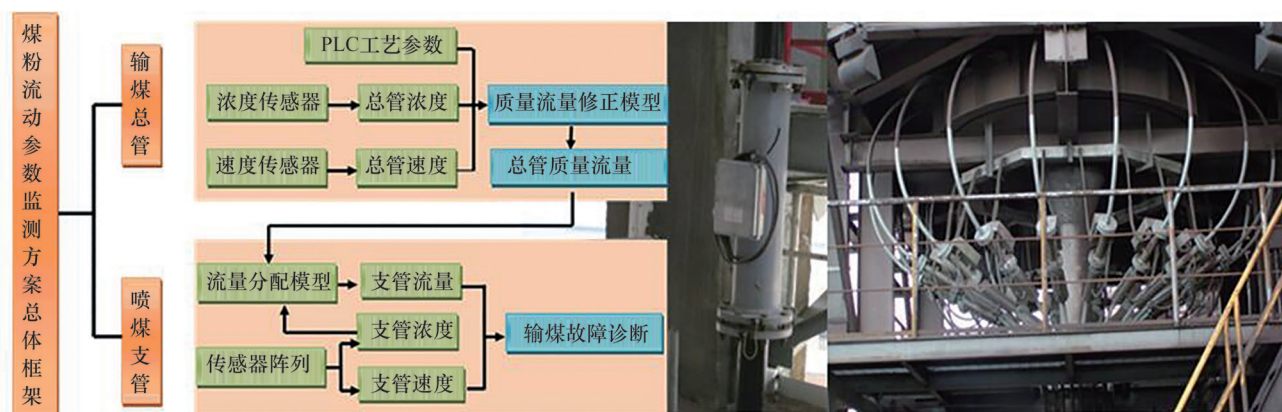 煤粉流动参数监测方案总体框架
输煤总管
PLC工艺参数
浓度传感器
总管浓度
质量流量修正模型
速度传感器
总管速度
总管质量流量
喷煤支管
流量分配模型
支管流量
支管浓度
输煤故障诊断
传感器阵列
支管速度